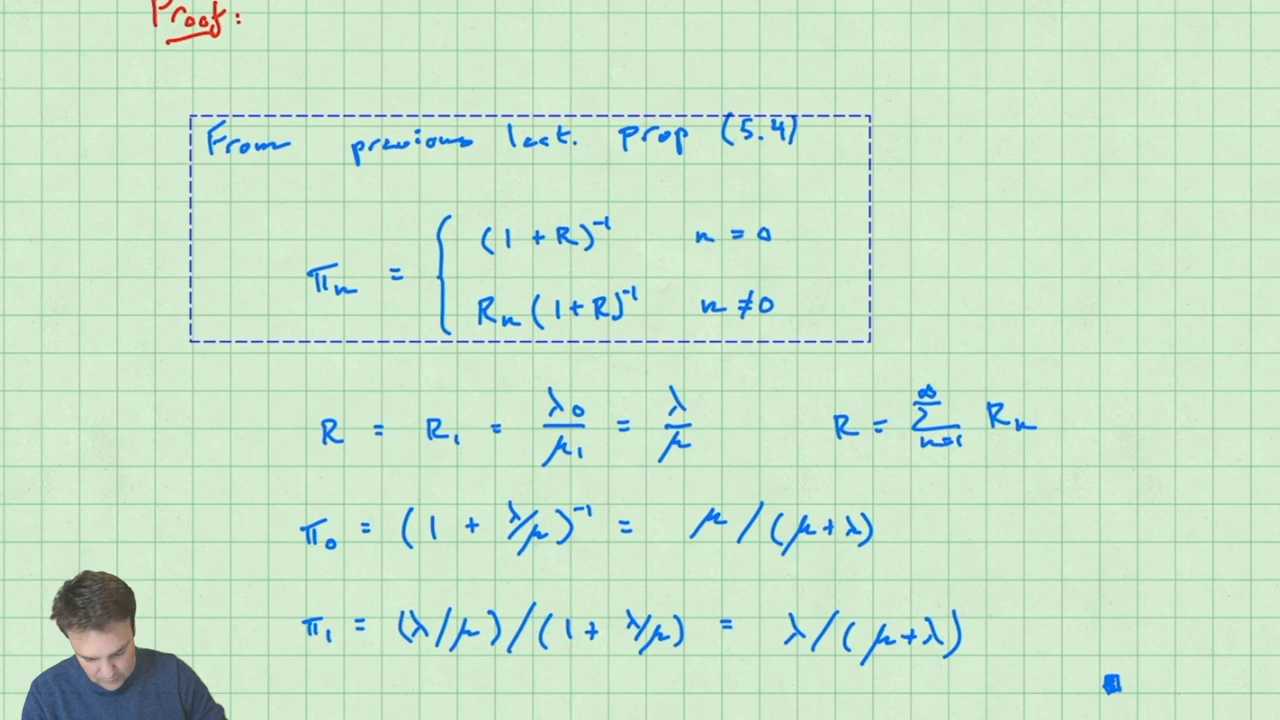 Proof:
From previous lect. prop (5.4)
πₙ = { (1 + R)⁻¹   n = 0
Rₙ (1 + R)⁻¹   n ≠ 0
R = R₁ = λ₀/μ₁ = λ/μ   R = ∑_{n=1}^{∞} Rₙ
π₀ = (1 + λ/μ)⁻¹ = μ/(μ+λ)
π₁ = (λ/μ)/(1 + λ/μ) = λ/(μ+λ)